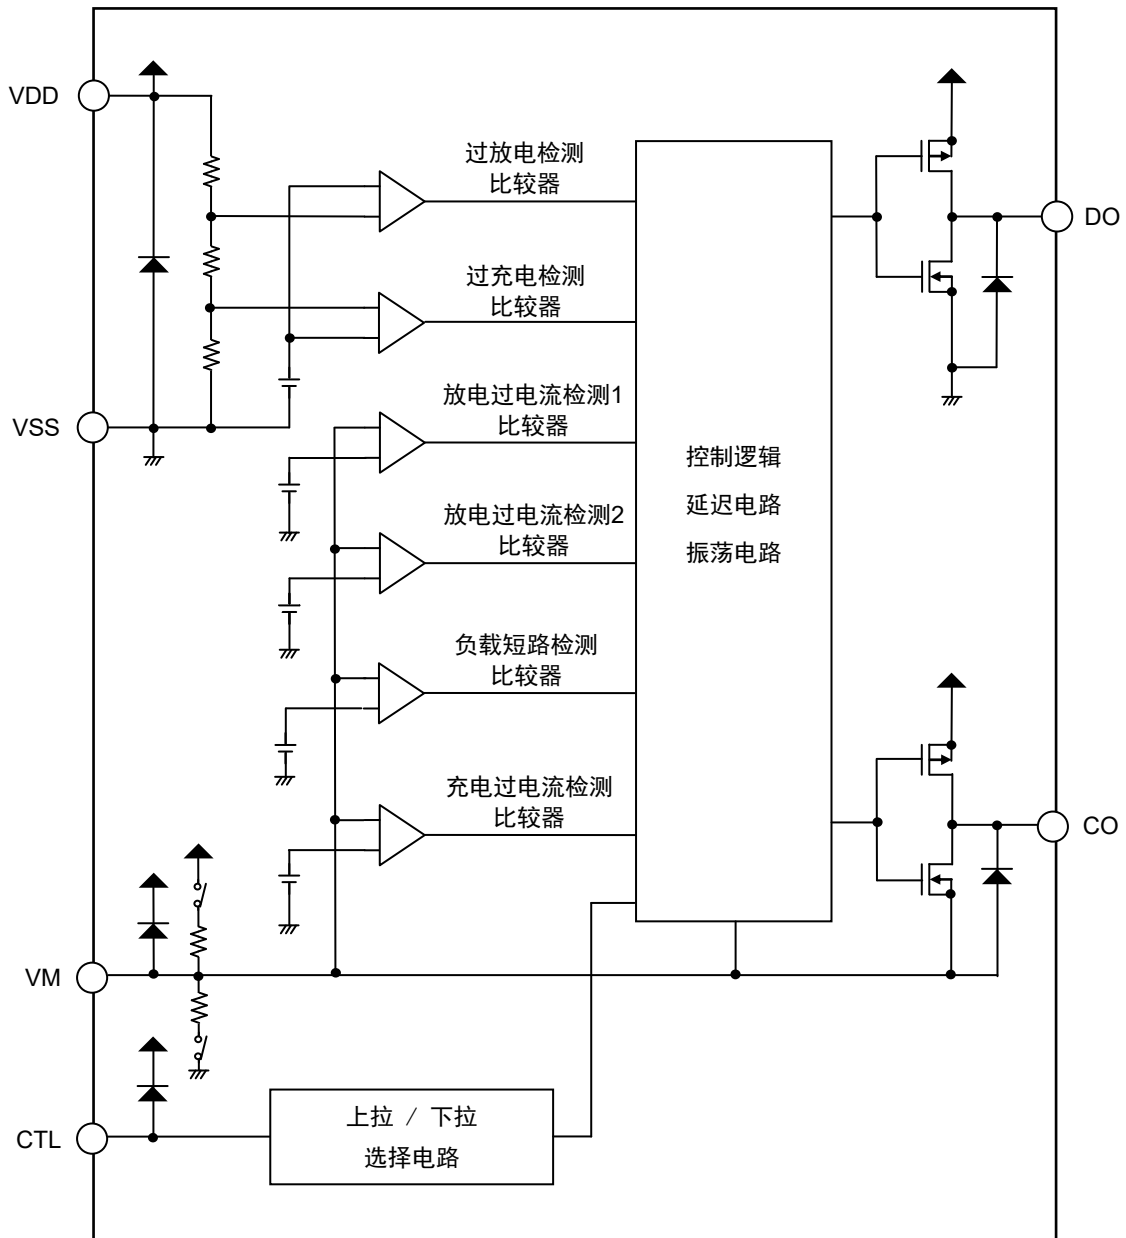 VDD
过放电检测
比较器
DO
过充电检测
比较器
放电过电流检测1
比较器
VSS
控制逻辑
延迟电路
振荡电路
放电过电流检测2
比较器
负载短路检测
比较器
充电过电流检测
比较器
CO
VM
CTL
上拉 / 下拉
选择电路